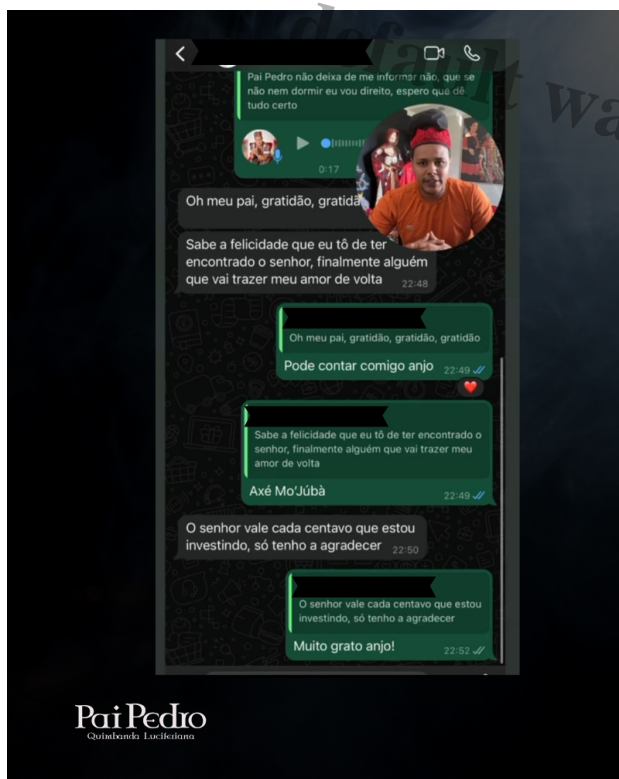 default wa
Pai Pedro não deixa de me informar não, que se
não nem dormir eu vou direito, espero que dê
tudo certo
0:17
Oh meu pai, gratidão,
Sabe a felicidade que eu tô de ter
encontrado o senhor, finalmente alguém
que vai trazer meu amor de volta 22:48
Oh meu pai, gratidão, gratidão, gratidão
Pode contar comigo anjo 22:49
Sabe a felicidade que eu tô de ter encontrado o
senhor, finalmente alguém que vai trazer meu
amor de volta
Axé Mo'Júbà 22:49
O senhor vale cada centavo que estou
investindo, só tenho a agradecer 22:50
O senhor vale cada centavo que estou
investindo, só tenho a agradecer
Muito grato anjo! 22:52
Pai Pedro
Quimbanda Luciferiana